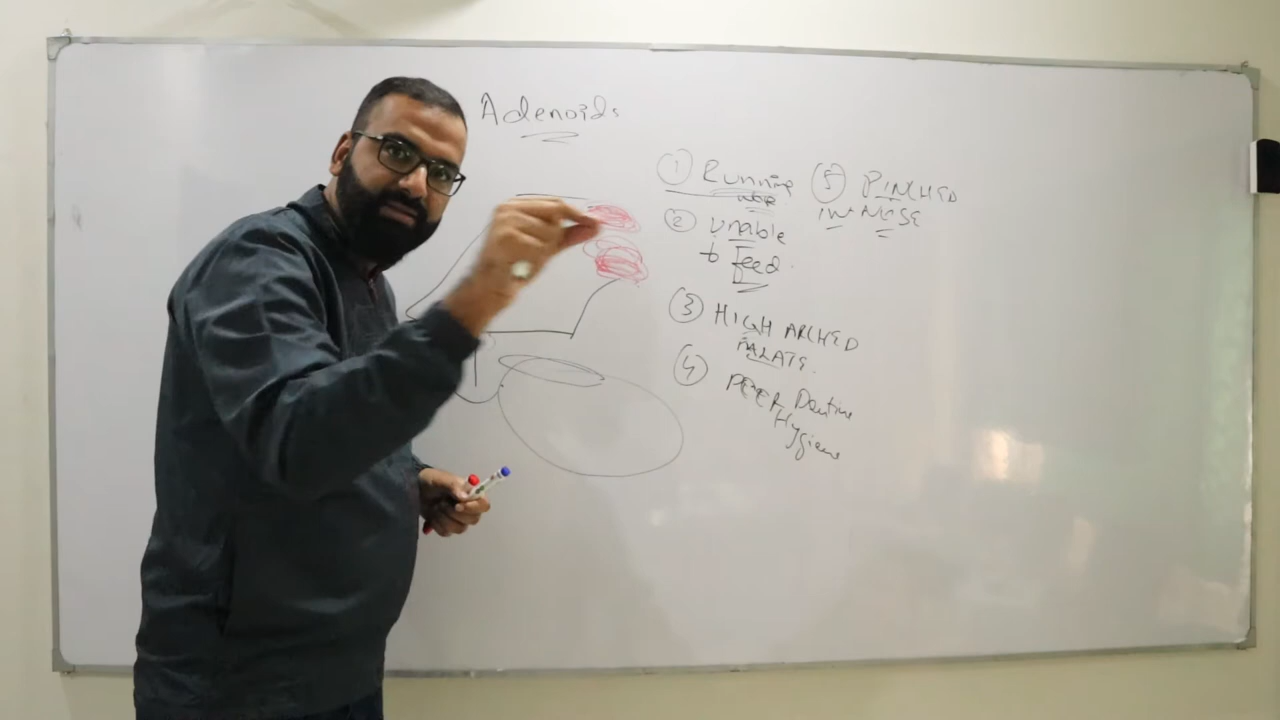 Adenoids
① Running
nose
② Unable
to Feed.
③ HIGH ARCHED
PALATE.
④ POOR Dentine
Hygiene
⑤ PINCHED
IN NOSE